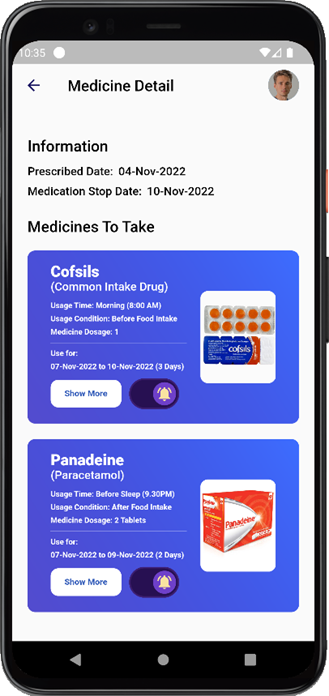 10:35
Medicine Detail
Information
Prescribed Date: 04-Nov-2022
Medication Stop Date: 10-Nov-2022
Medicines To Take
Cofsils
(Common Intake Drug)
Usage Time: Morning (8:00 AM)
Usage Condition: Before Food Intake
Medicine Dosage: 1
Use for:
07-Nov-2022 to 10-Nov-2022 (3 Days)
Show More
cofsils
Panadeine
(Paracetamol)
Usage Time: Before Sleep (9.30PM)
Usage Condition: After Food Intake
Medicine Dosage: 2 Tablets
Use for:
07-Nov-2022 to 09-Nov-2022 (2 Days)
Show More
Panadeine